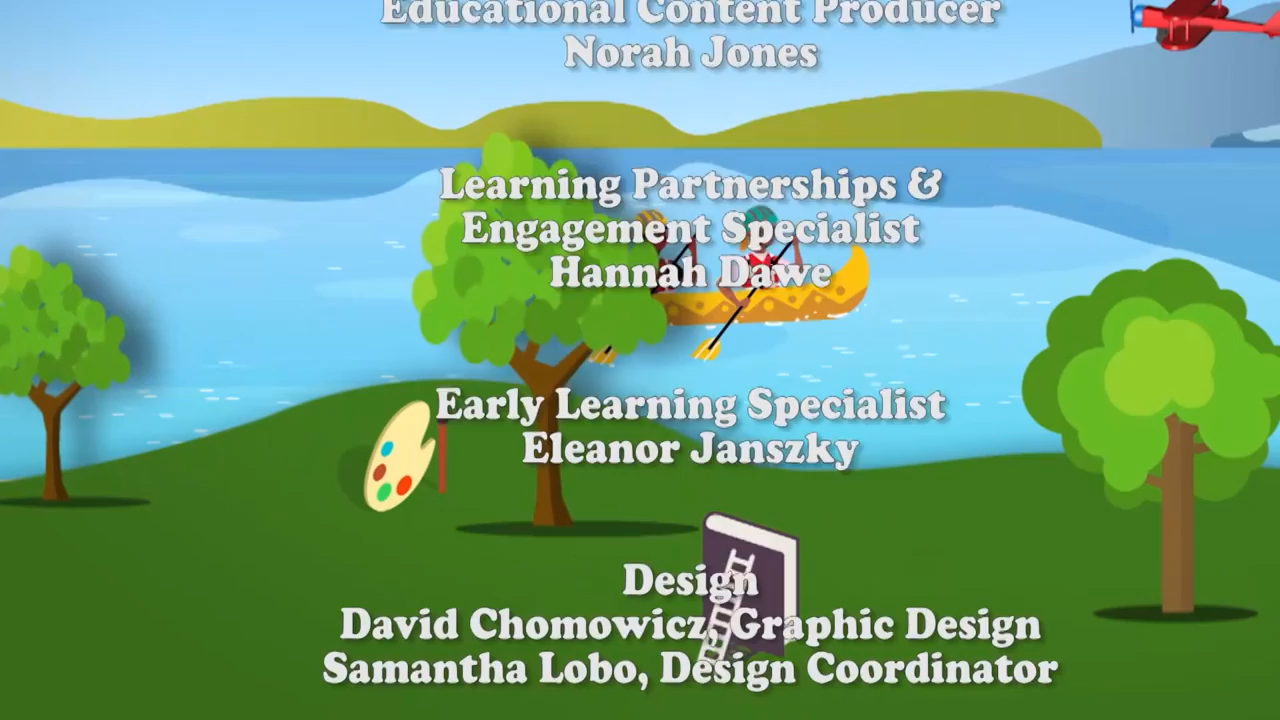 Educational Content Producer
Norah Jones
Learning Partnerships &
Engagement Specialist
Hannah Dawe
Early Learning Specialist
Eleanor Janszky
Design
David Chomowicz, Graphic Design
Samantha Lobo, Design Coordinator